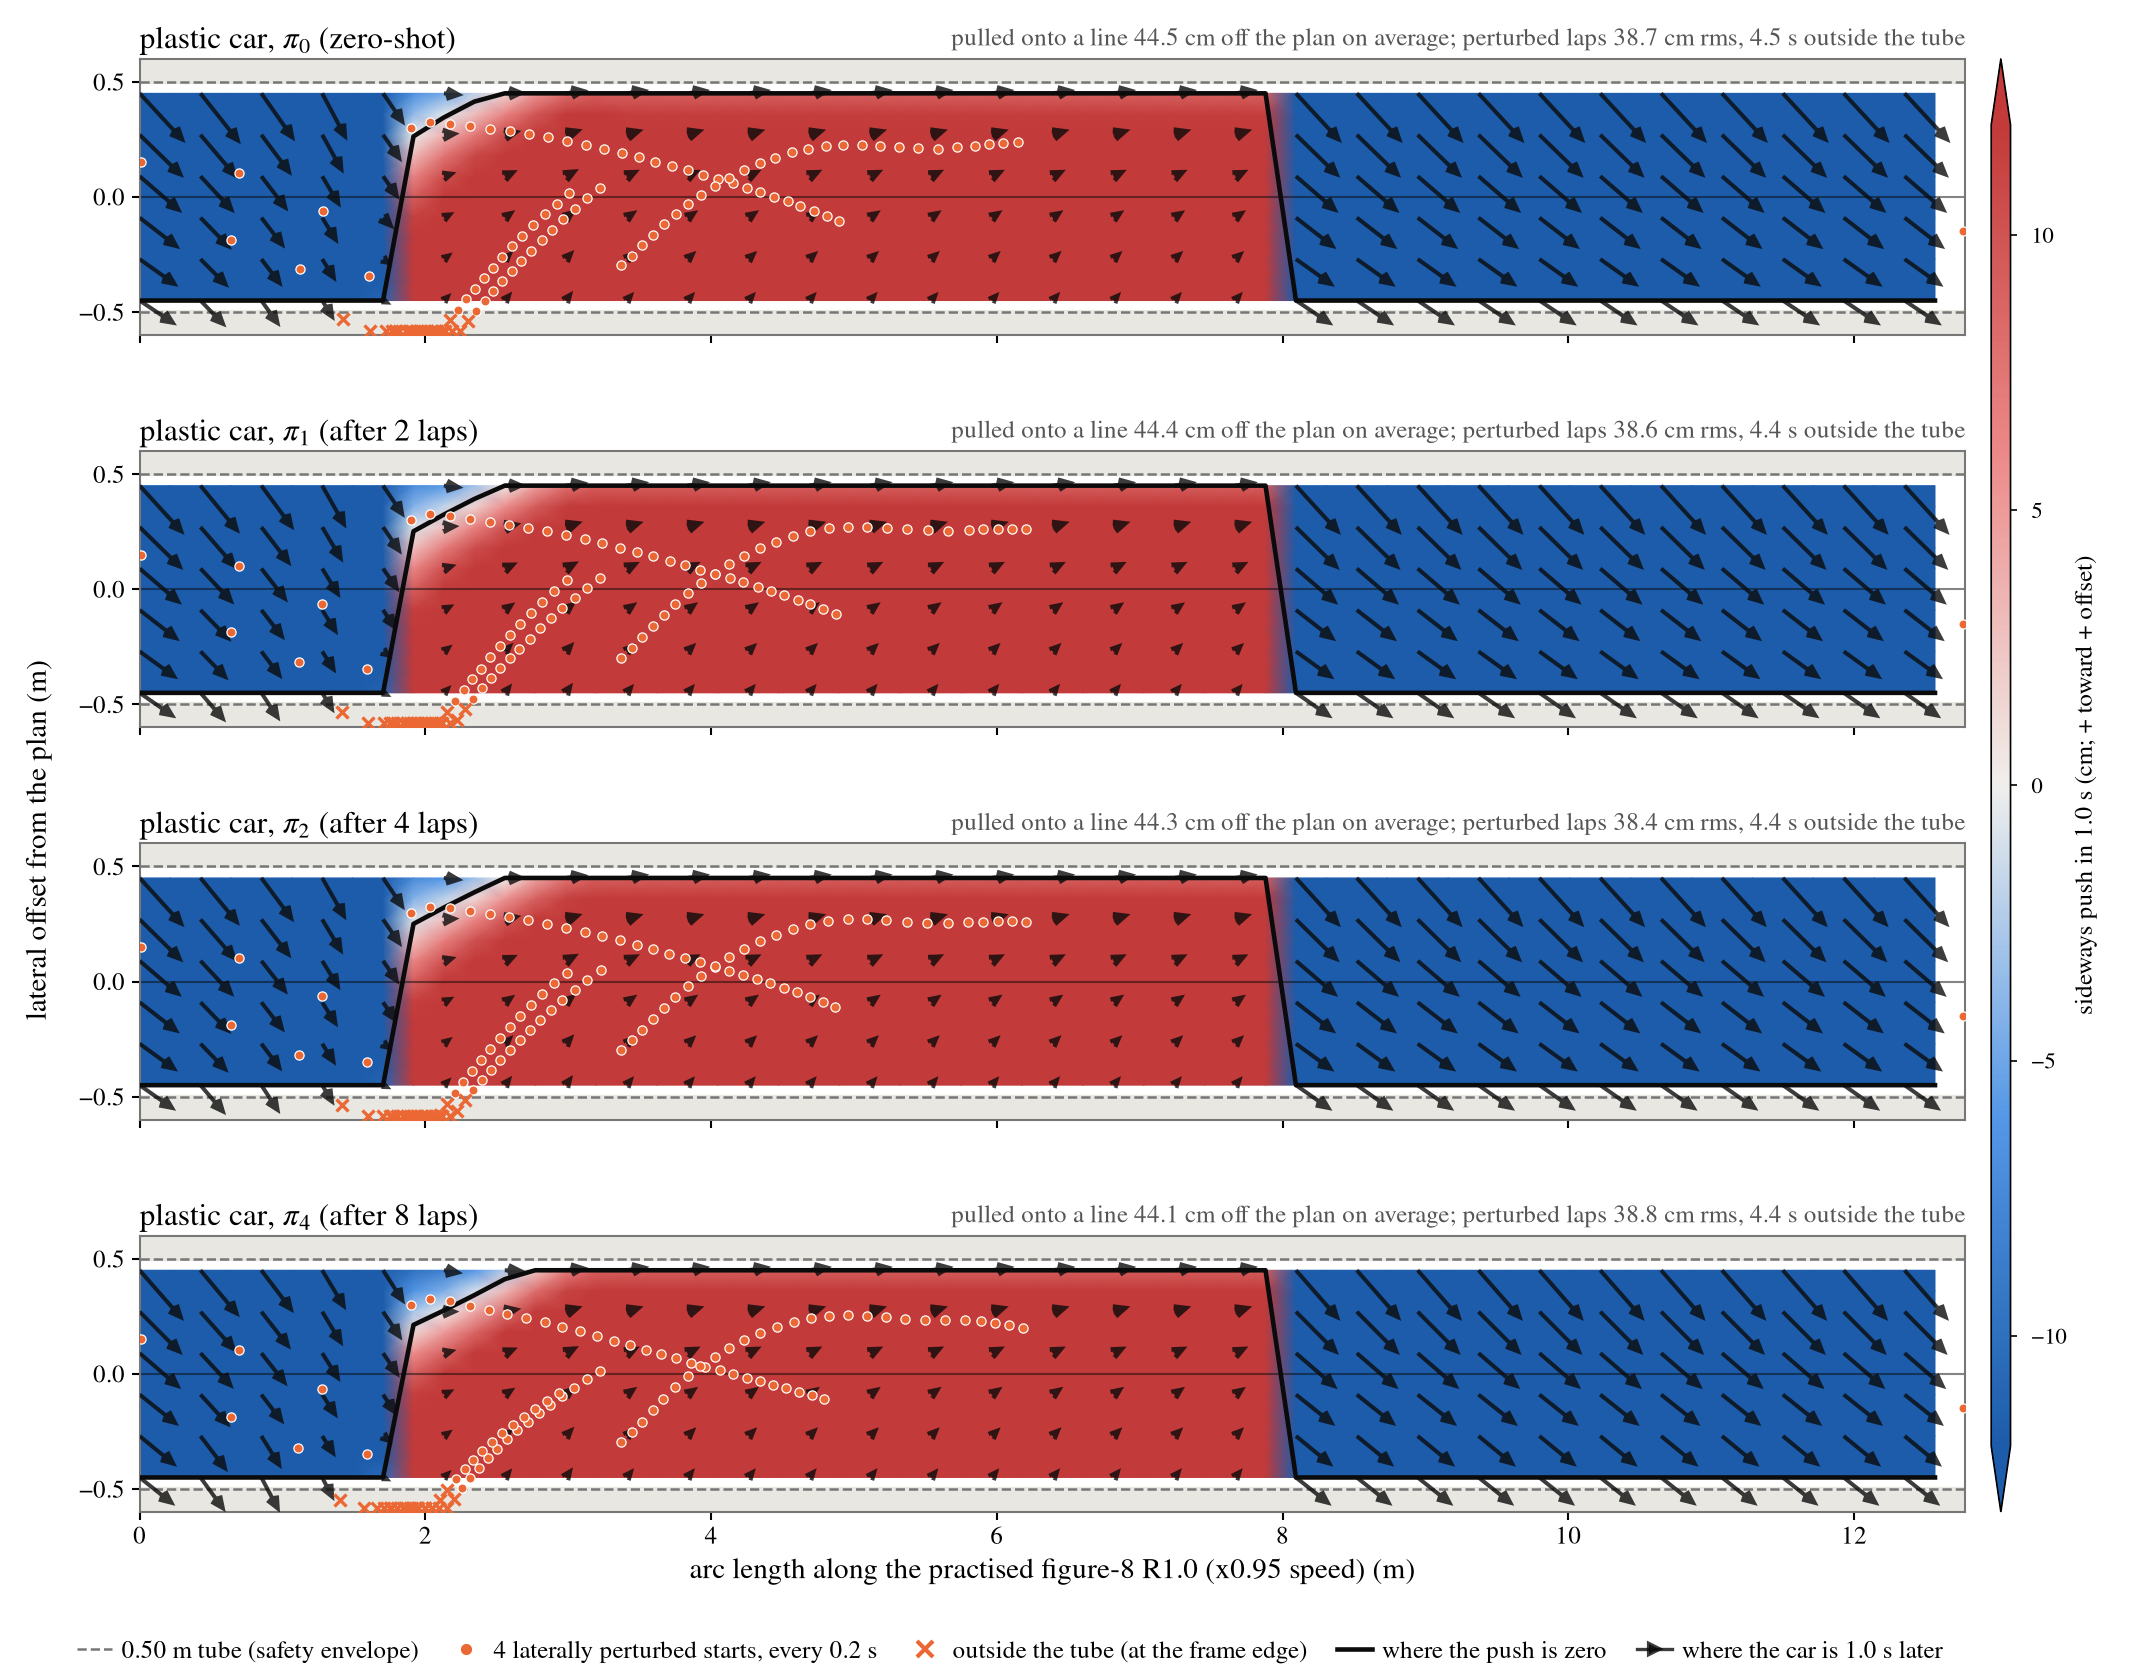 plastic car, π0 (zero-shot)
pulled onto a line 44.5 cm off the plan on average; perturbed laps 38.7 cm rms, 4.5 s outside the tube
0.5
0.0
−0.5
plastic car, π1 (after 2 laps)
pulled onto a line 44.4 cm off the plan on average; perturbed laps 38.6 cm rms, 4.4 s outside the tube
0.5
0.0
−0.5
plastic car, π2 (after 4 laps)
pulled onto a line 44.3 cm off the plan on average; perturbed laps 38.4 cm rms, 4.4 s outside the tube
0.5
0.0
−0.5
plastic car, π4 (after 8 laps)
pulled onto a line 44.1 cm off the plan on average; perturbed laps 38.8 cm rms, 4.4 s outside the tube
0.5
0.0
−0.5
0 2 4 6 8 10 12
arc length along the practised figure-8 R1.0 (x0.95 speed) (m)
lateral offset from the plan (m)
10
5
0
−5
−10
sideways push in 1.0 s (cm; + toward + offset)
0.50 m tube (safety envelope)
4 laterally perturbed starts, every 0.2 s
outside the tube (at the frame edge)
where the push is zero
where the car is 1.0 s later